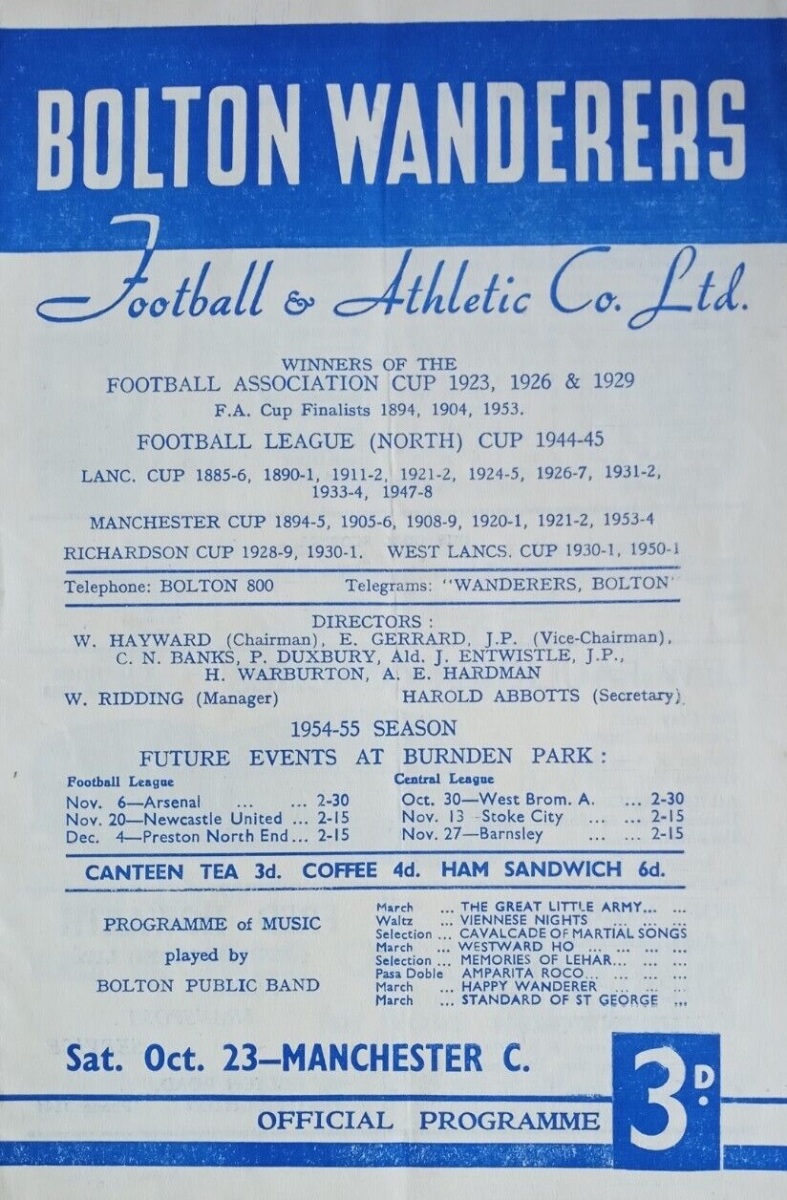 BOLTON WANDERERS
Football & Athletic Co. Ltd.
WINNERS OF THE
FOOTBALL ASSOCIATION CUP 1923, 1926 & 1929
F.A. Cup Finalists 1894, 1904, 1953.
FOOTBALL LEAGUE (NORTH) CUP 1944-45
LANC. CUP 1885-6, 1890-1, 1911-2, 1921-2, 1924-5, 1926-7, 1931-2,
1933-4, 1947-8
MANCHESTER CUP 1894-5, 1905-6, 1908-9, 1920-1, 1921-2, 1953-4
RICHARDSON CUP 1928-9, 1930-1. WEST LANCS. CUP 1930-1, 1950-1
Telephone: BOLTON 800 Telegrams: "WANDERERS, BOLTON"
DIRECTORS :
W. HAYWARD (Chairman), E. GERRARD, J.P. (Vice-Chairman),
C. N. BANKS, P. DUXBURY, Ald. J. ENTWISTLE, J.P.,
H. WARBURTON, A. E. HARDMAN
W. RIDDING (Manager) HAROLD ABBOTTS (Secretary)
1954-55 SEASON
FUTURE EVENTS AT BURNDEN PARK :
Football League Central League
Nov. 6—Arsenal ... ... 2-30 Oct. 30—West Brom. A. ... 2-30
Nov. 20—Newcastle United ... 2-15 Nov. 13 -Stoke City ... ... 2-15
Dec. 4—Preston North End ... 2-15 Nov. 27—Barnsley ... ... 2-15
CANTEEN TEA 3d. COFFEE 4d. HAM SANDWICH 6d.
PROGRAMME of MUSIC
played by
BOLTON PUBLIC BAND
March ... THE GREAT LITTLE ARMY... ...
Waltz ... VIENNESE NIGHTS ... ... ...
Selection ... CAVALCADE OF MARTIAL SONGS
March ... WESTWARD HO ... ... ... ...
Selection ... MEMORIES OF LEHAR... ... ...
Pasa Doble AMPARITA ROCO... ... ... ...
March ... HAPPY WANDERER ... ... ...
March ... STANDARD OF ST GEORGE ...
Sat. Oct. 23—MANCHESTER C.
OFFICIAL PROGRAMME
3D.